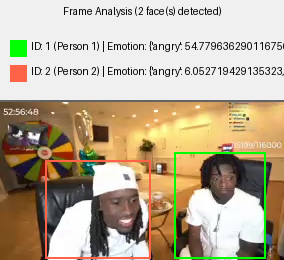 Frame Analysis (2 face(s) detected)
ID: 1 (Person 1) | Emotion: {'angry': 54.77963629011675
ID: 2 (Person 2) | Emotion: {'angry': 6.052719429135323,
52:56:48
/116000